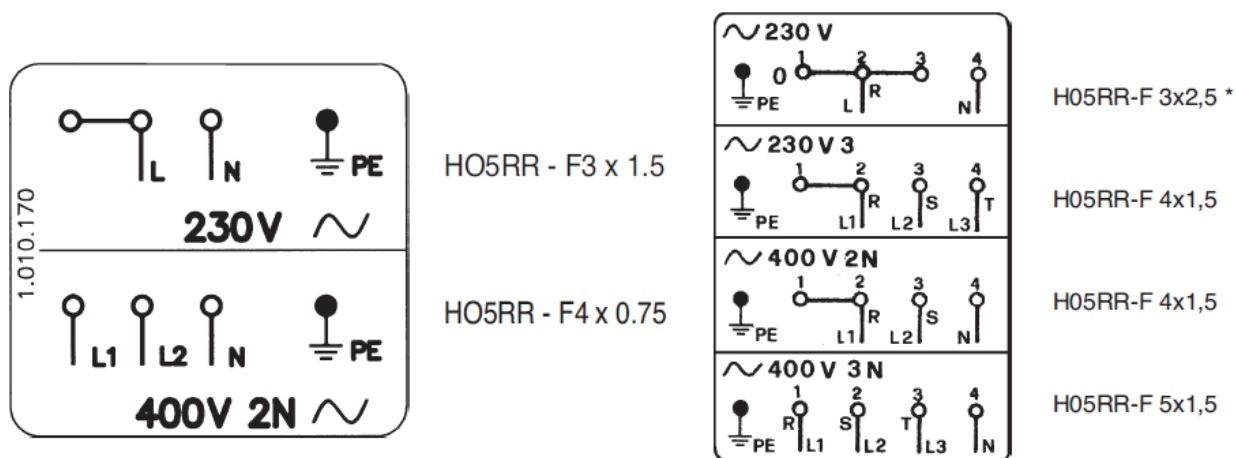 1.010.170
L N PE
230V
HO5RR - F3 x 1.5
L1 L2 N PE
400V 2N
HO5RR - F4 x 0.75
230 V
1 2 3 4
0
PE L R N
H05RR-F 3x2,5 *
230 V 3
1 2 3 4
R S T
PE L1 L2 L3
H05RR-F 4x1,5
400 V 2N
1 2 3 4
R S
PE L1 L2 N
H05RR-F 4x1,5
400 V 3N
1 2 3 4
R S T
PE L1 L2 L3 N
H05RR-F 5x1,5